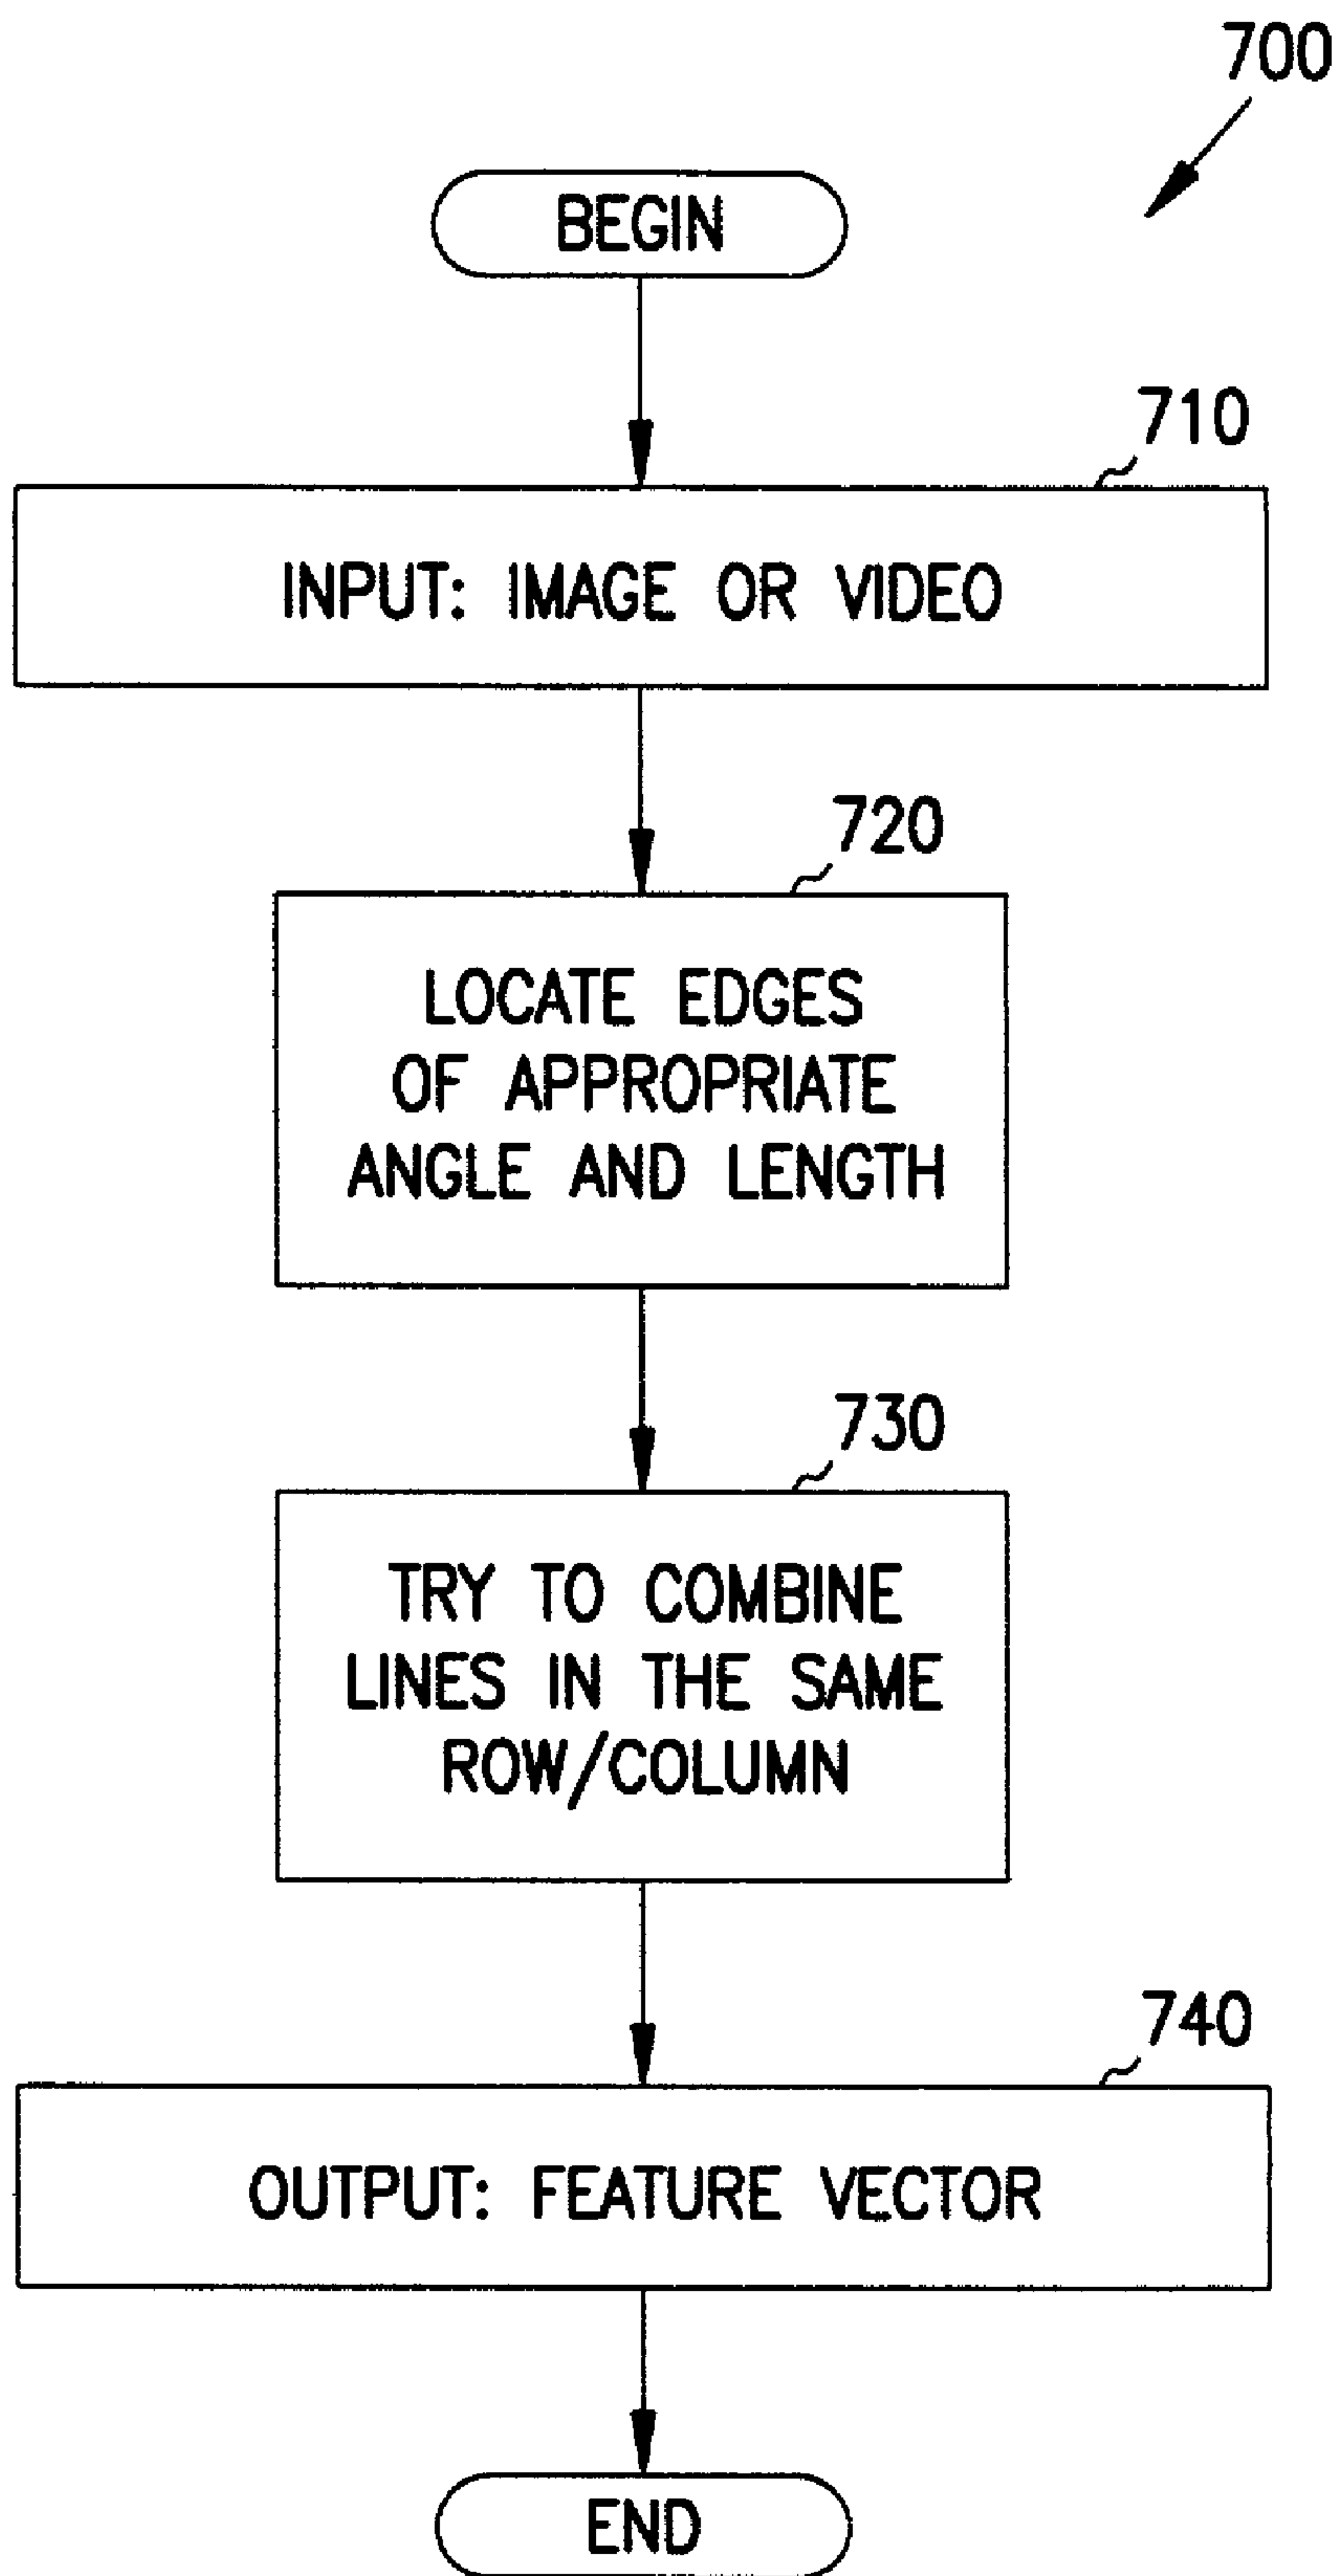 700
BEGIN
710
INPUT: IMAGE OR VIDEO
720
LOCATE EDGES
OF APPROPRIATE
ANGLE AND LENGTH
730
TRY TO COMBINE
LINES IN THE SAME
ROW/COLUMN
740
OUTPUT: FEATURE VECTOR
END